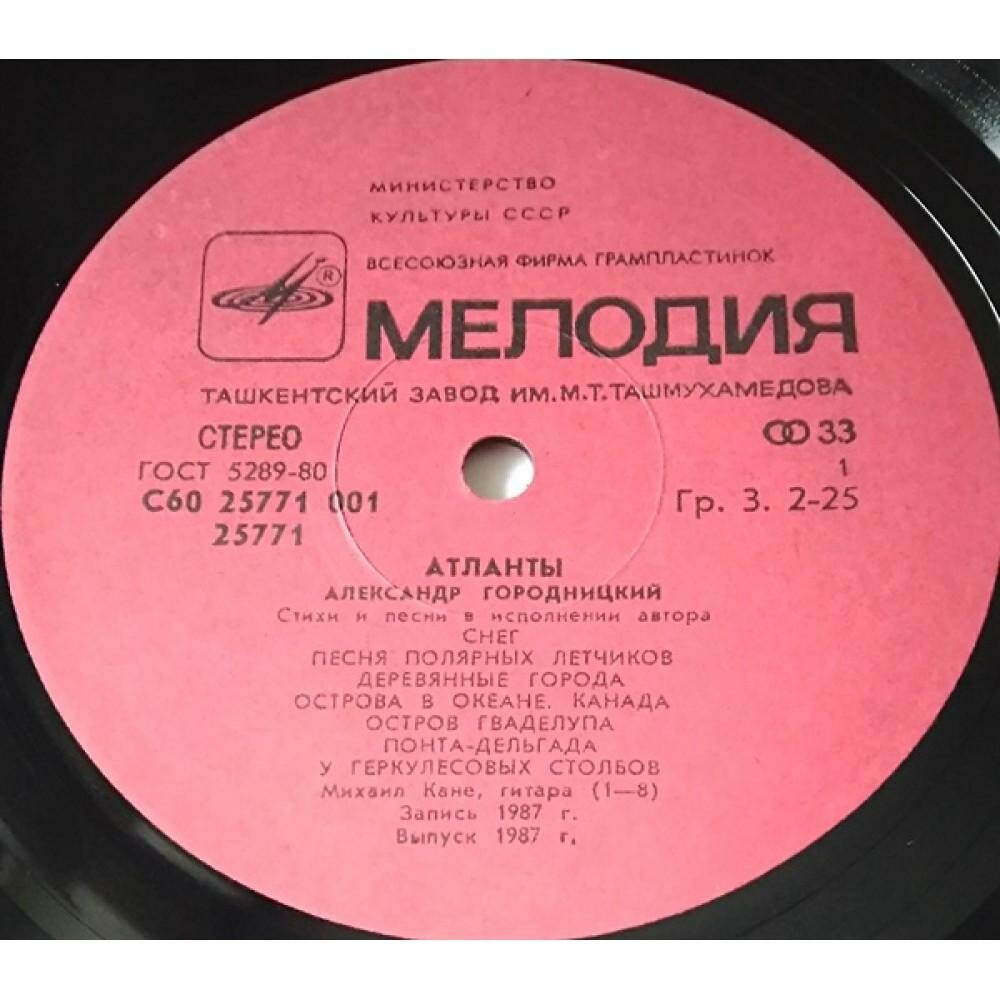 МИНИСТЕРСТВО
КУЛЬТУРЫ СССР
ВСЕСОЮЗНАЯ ФИРМА ГРАМПЛАСТИНОК
®
МЕЛОДИЯ
ТАШКЕНТСКИЙ ЗАВОД ИМ.М.Т.ТАШМУХАМЕДОВА
СТЕРЕО 33
ГОСТ 5289-80 1
С60 25771 001 Гр. 3. 2-25
25771
АТЛАНТЫ
АЛЕКСАНДР ГОРОДНИЦКИЙ
Стихи и песни в исполнении автора
СНЕГ
ПЕСНЯ ПОЛЯРНЫХ ЛЕТЧИКОВ
ДЕРЕВЯННЫЕ ГОРОДА
ОСТРОВА В ОКЕАНЕ. КАНАДА
ОСТРОВ ГВАДЕЛУПА
ПОНТА-ДЕЛЬГАДА
У ГЕРКУЛЕСОВЫХ СТОЛБОВ
Михаил Кане, гитара (1—8)
Запись 1987 г.
Выпуск 1987 г.